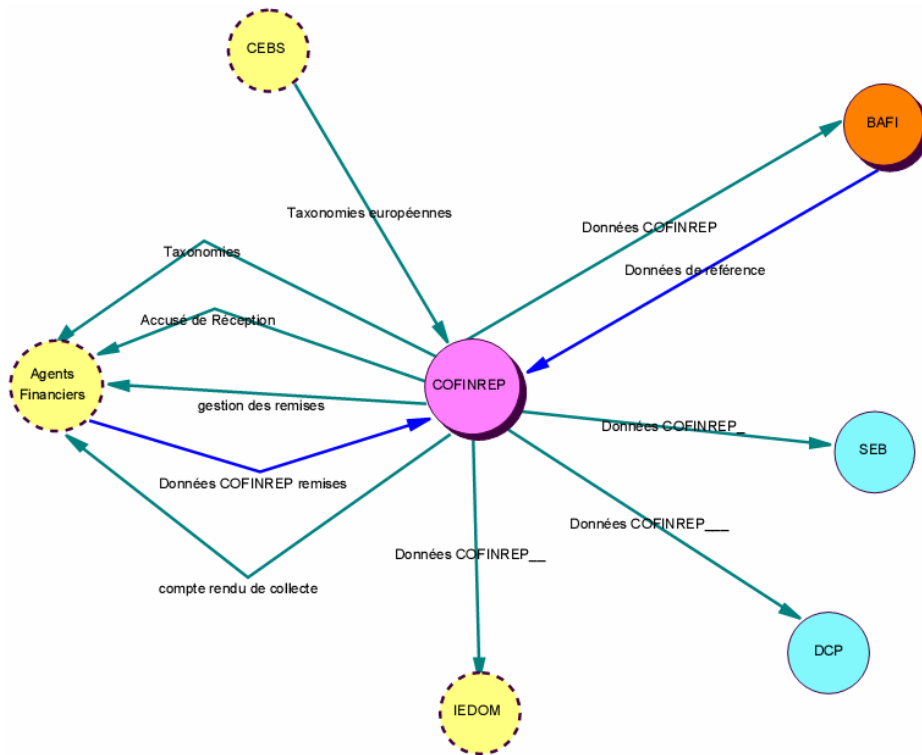 CEBS
BAFI
Taxonomies européennes
Données COFINREP
Taxonomies
Données de référence
Accusé de Réception
Agents
Financiers
COFINREP
gestion des remises
Données COFINREP_
SEB
Données COFINREP remises
Données COFINREP___
Données COFINREP__
compte rendu de collecte
DCP
IEDOM